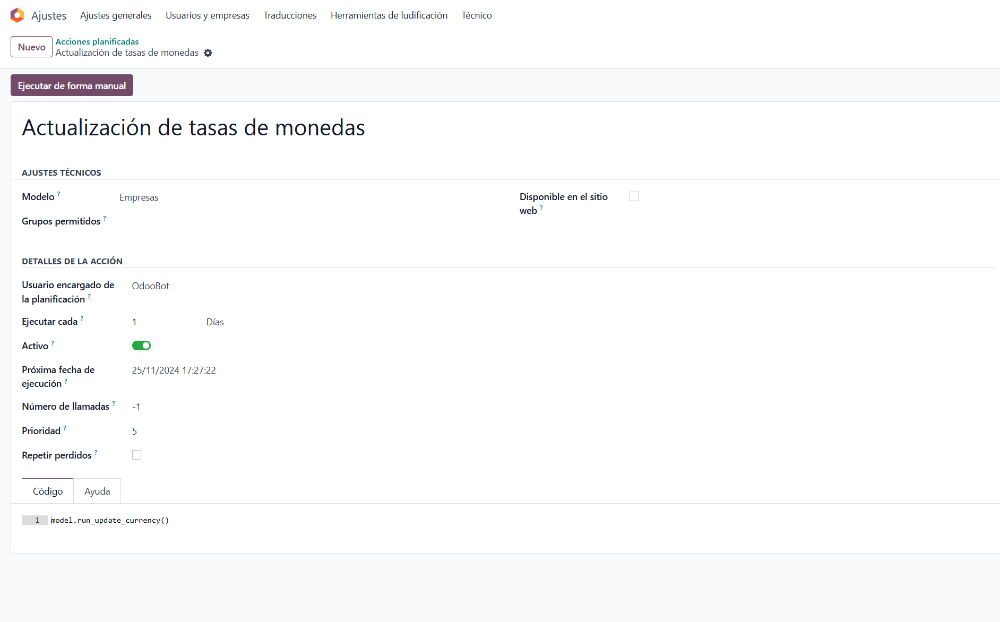 Ajustes Ajustes generales Usuarios y empresas Traducciones Herramientas de ludificación Técnico
Nuevo
Acciones planificadas
Actualización de tasas de monedas
Ejecutar de forma manual
Actualización de tasas de monedas
AJUSTES TÉCNICOS
Modelo ? Empresas
Grupos permitidos ?
Disponible en el sitio
web ?
DETALLES DE LA ACCIÓN
Usuario encargado de
la planificación ? OdooBot
Ejecutar cada ? 1 Días
Activo ?
Próxima fecha de
ejecución ? 25/11/2024 17:27:22
Número de llamadas ? -1
Prioridad ? 5
Repetir perdidos ?
Código Ayuda
1 model.run_update_currency()